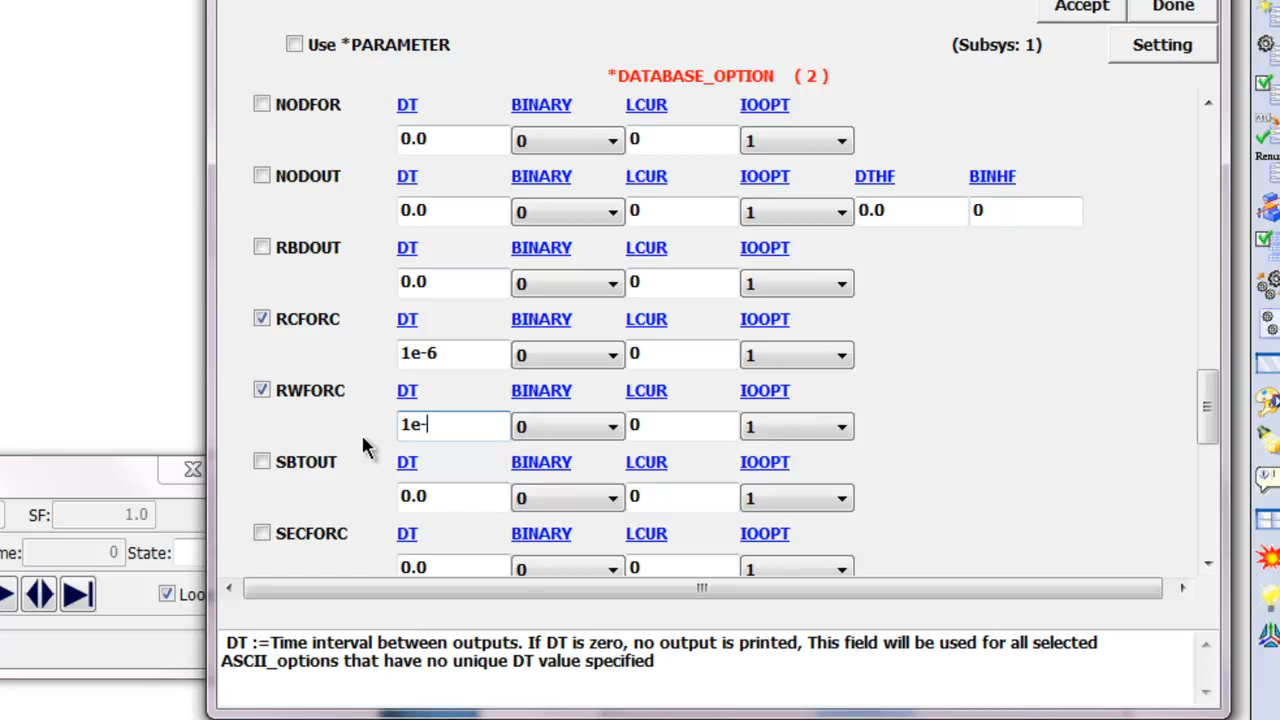 Accept Done
Use *PARAMETER (Subsys: 1) Setting
*DATABASE_OPTION ( 2 )
NODFOR DT BINARY LCUR IOOPT
0.0 0 0 1
NODOUT DT BINARY LCUR IOOPT DTHF BINHF
0.0 0 0 1 0.0 0
RBDOUT DT BINARY LCUR IOOPT
0.0 0 0 1
RCFORC DT BINARY LCUR IOOPT
1e-6 0 0 1
RWFORC DT BINARY LCUR IOOPT
1e- 0 0 1
SBTOUT DT BINARY LCUR IOOPT
0.0 0 0 1
SECFORC DT BINARY LCUR IOOPT
0.0 0 0 1
SF: 1.0
me: 0 State:
Loo
DT :=Time interval between outputs. If DT is zero, no output is printed, This field will be used for all selected
ASCII_options that have no unique DT value specified
Renu